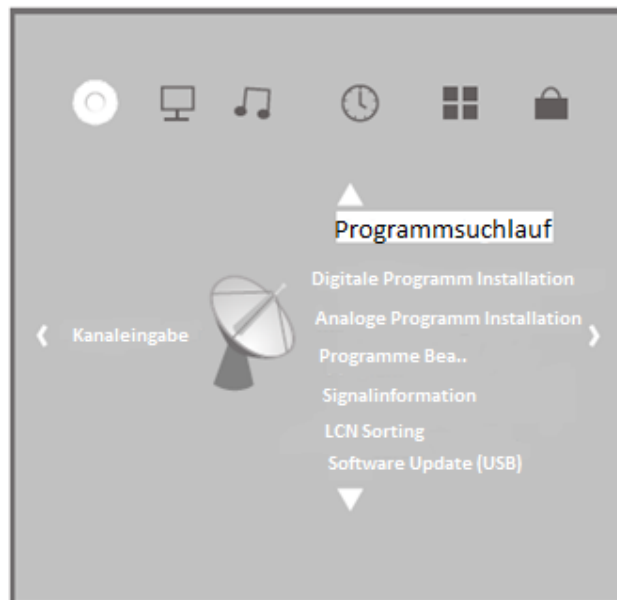 Programmsuchlauf
Digitale Programm Installation
Analoge Programm Installation
Kanaleingabe
Programme Bea..
Signalinformation
LCN Sorting
Software Update (USB)